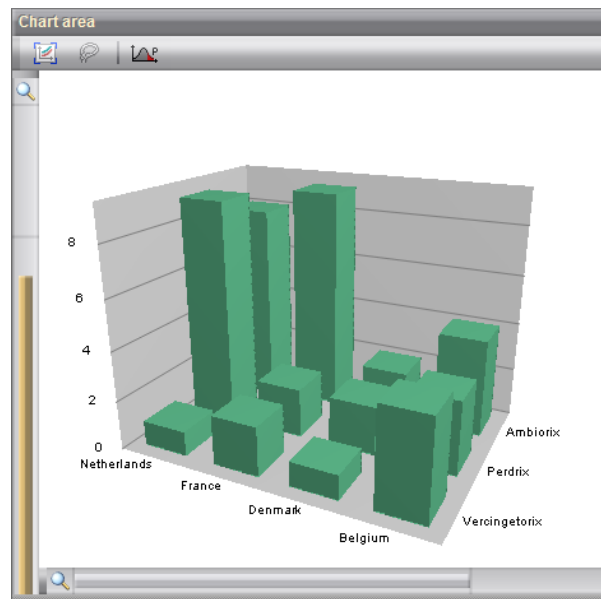 Chart area
P
8
6
4
2
0
Netherlands
France
Denmark
Belgium
Ambiorix
Perdrix
Vercingetorix